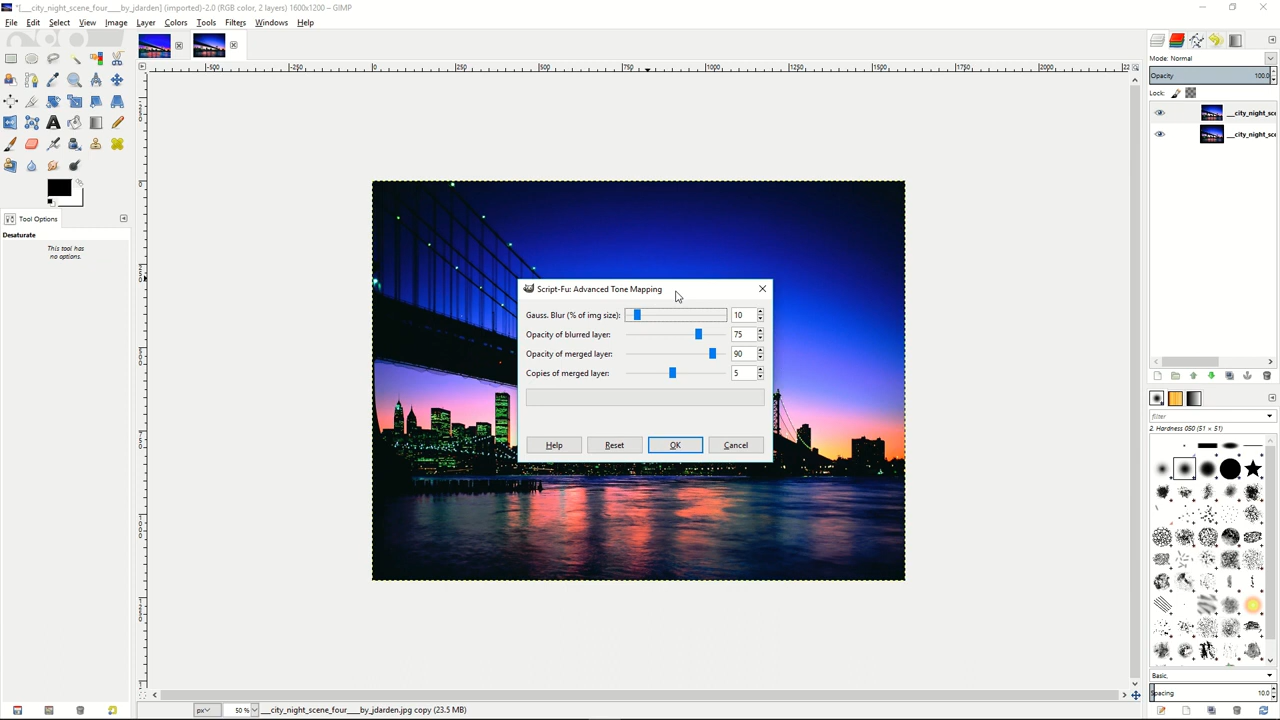 *[__city_night_scene_four___by_jdarden] (imported)-2.0 (RGB color, 2 layers) 1600x1200 – GIMP
File Edit Select View Image Layer Colors Tools Filters Windows Help
Mode: Normal
Opacity 100.0
Lock:
__city_night_sce
__city_night_sce
Tool Options
Desaturate
This tool has
no options.
Script-Fu: Advanced Tone Mapping
Gauss. Blur (% of img size): 10
Opacity of blurred layer: 75
Opacity of merged layer: 90
Copies of merged layer: 5
Help Reset OK Cancel
filter
2. Hardness 050 (51 × 51)
Basic,
Spacing 10.0
px 50 % __city_night_scene_four___by_jdarden.jpg copy (23.5 MB)